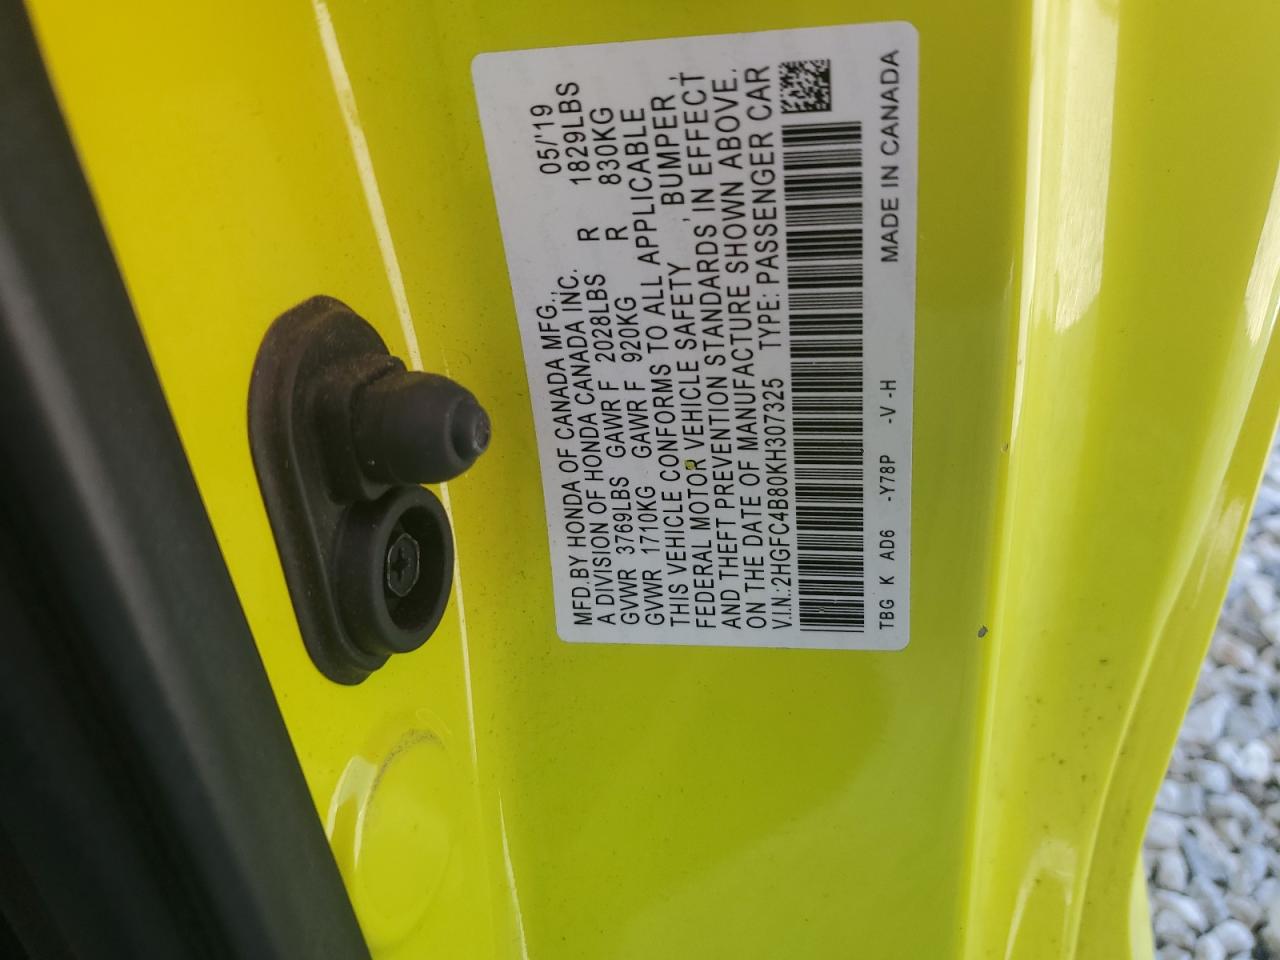 MFD.BY HONDA OF CANADA MFG., 05/'19
A DIVISION OF HONDA CANADA INC.
GVWR 3769LBS GAWR F 2028LBS R 1829LBS
GVWR 1710KG GAWR F 920KG R 830KG
THIS VEHICLE CONFORMS TO ALL APPLICABLE
FEDERAL MOTOR VEHICLE SAFETY, BUMPER,
AND THEFT PREVENTION STANDARDS, IN EFFECT
ON THE DATE OF MANUFACTURE SHOWN ABOVE.
V.I.N.:2HGFC4B80KH307325 TYPE: PASSENGER CAR
TBG K AD6 -Y78P -V -H MADE IN CANADA